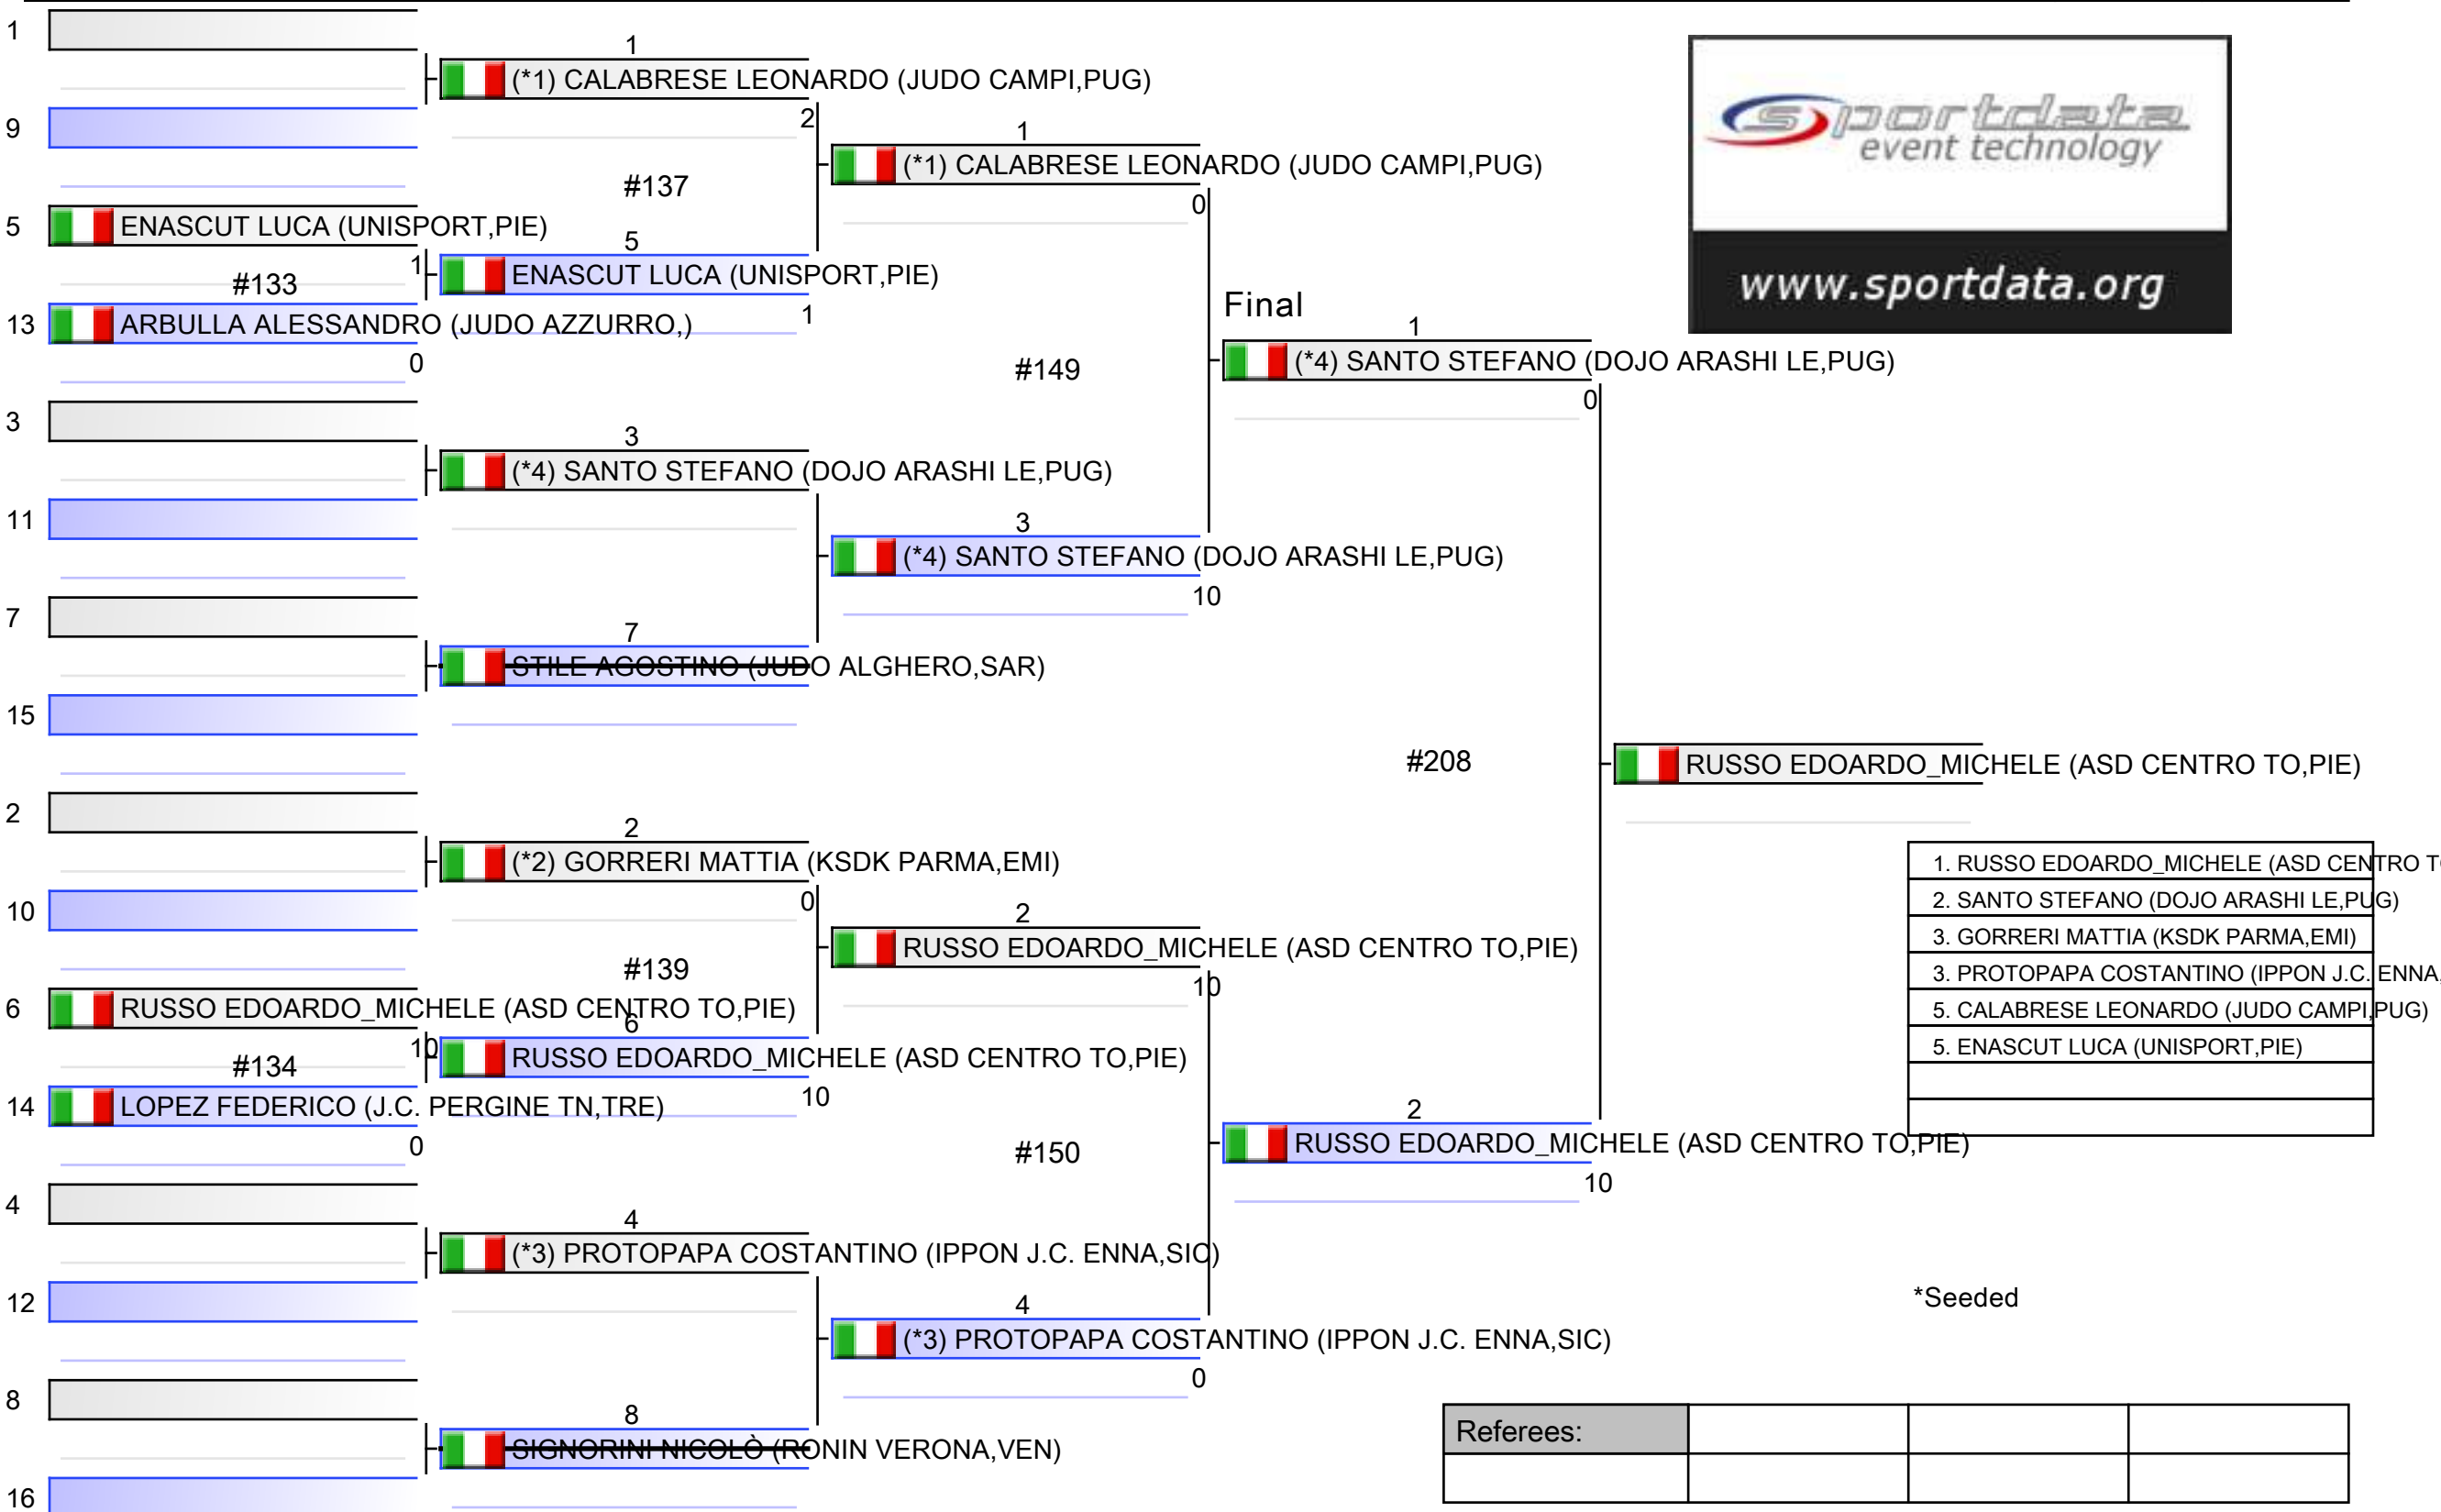 1
9
5
ENASCUT LUCA (UNISPORT,PIE)
#133
1
13
ARBULLA ALESSANDRO (JUDO AZZURRO,)
0
3
11
7
15
2
10
6
RUSSO EDOARDO_MICHELE (ASD CENTRO TO,PIE)
#134
10
14
LOPEZ FEDERICO (J.C. PERGINE TN,TRE)
0
4
12
8
16
1
(*1) CALABRESE LEONARDO (JUDO CAMPI,PUG)
2
#137
5
ENASCUT LUCA (UNISPORT,PIE)
1
3
(*4) SANTO STEFANO (DOJO ARASHI LE,PUG)
7
STILE AGOSTINO (JUDO ALGHERO,SAR)
2
(*2) GORRERI MATTIA (KSDK PARMA,EMI)
0
#139
6
RUSSO EDOARDO_MICHELE (ASD CENTRO TO,PIE)
10
4
(*3) PROTOPAPA COSTANTINO (IPPON J.C. ENNA,SIC)
8
SIGNORINI NICOLÒ (RONIN VERONA,VEN)
1
(*1) CALABRESE LEONARDO (JUDO CAMPI,PUG)
0
#149
3
(*4) SANTO STEFANO (DOJO ARASHI LE,PUG)
10
2
RUSSO EDOARDO_MICHELE (ASD CENTRO TO,PIE)
10
#150
4
(*3) PROTOPAPA COSTANTINO (IPPON J.C. ENNA,SIC)
0
Final
1
(*4) SANTO STEFANO (DOJO ARASHI LE,PUG)
0
#208
2
RUSSO EDOARDO_MICHELE (ASD CENTRO TO,PIE)
10
RUSSO EDOARDO_MICHELE (ASD CENTRO TO,PIE)
sportdata
event technology
www.sportdata.org
1. RUSSO EDOARDO_MICHELE (ASD CENTRO T
2. SANTO STEFANO (DOJO ARASHI LE,PUG)
3. GORRERI MATTIA (KSDK PARMA,EMI)
3. PROTOPAPA COSTANTINO (IPPON J.C. ENNA,
5. CALABRESE LEONARDO (JUDO CAMPI,PUG)
5. ENASCUT LUCA (UNISPORT,PIE)
*Seeded
Referees: